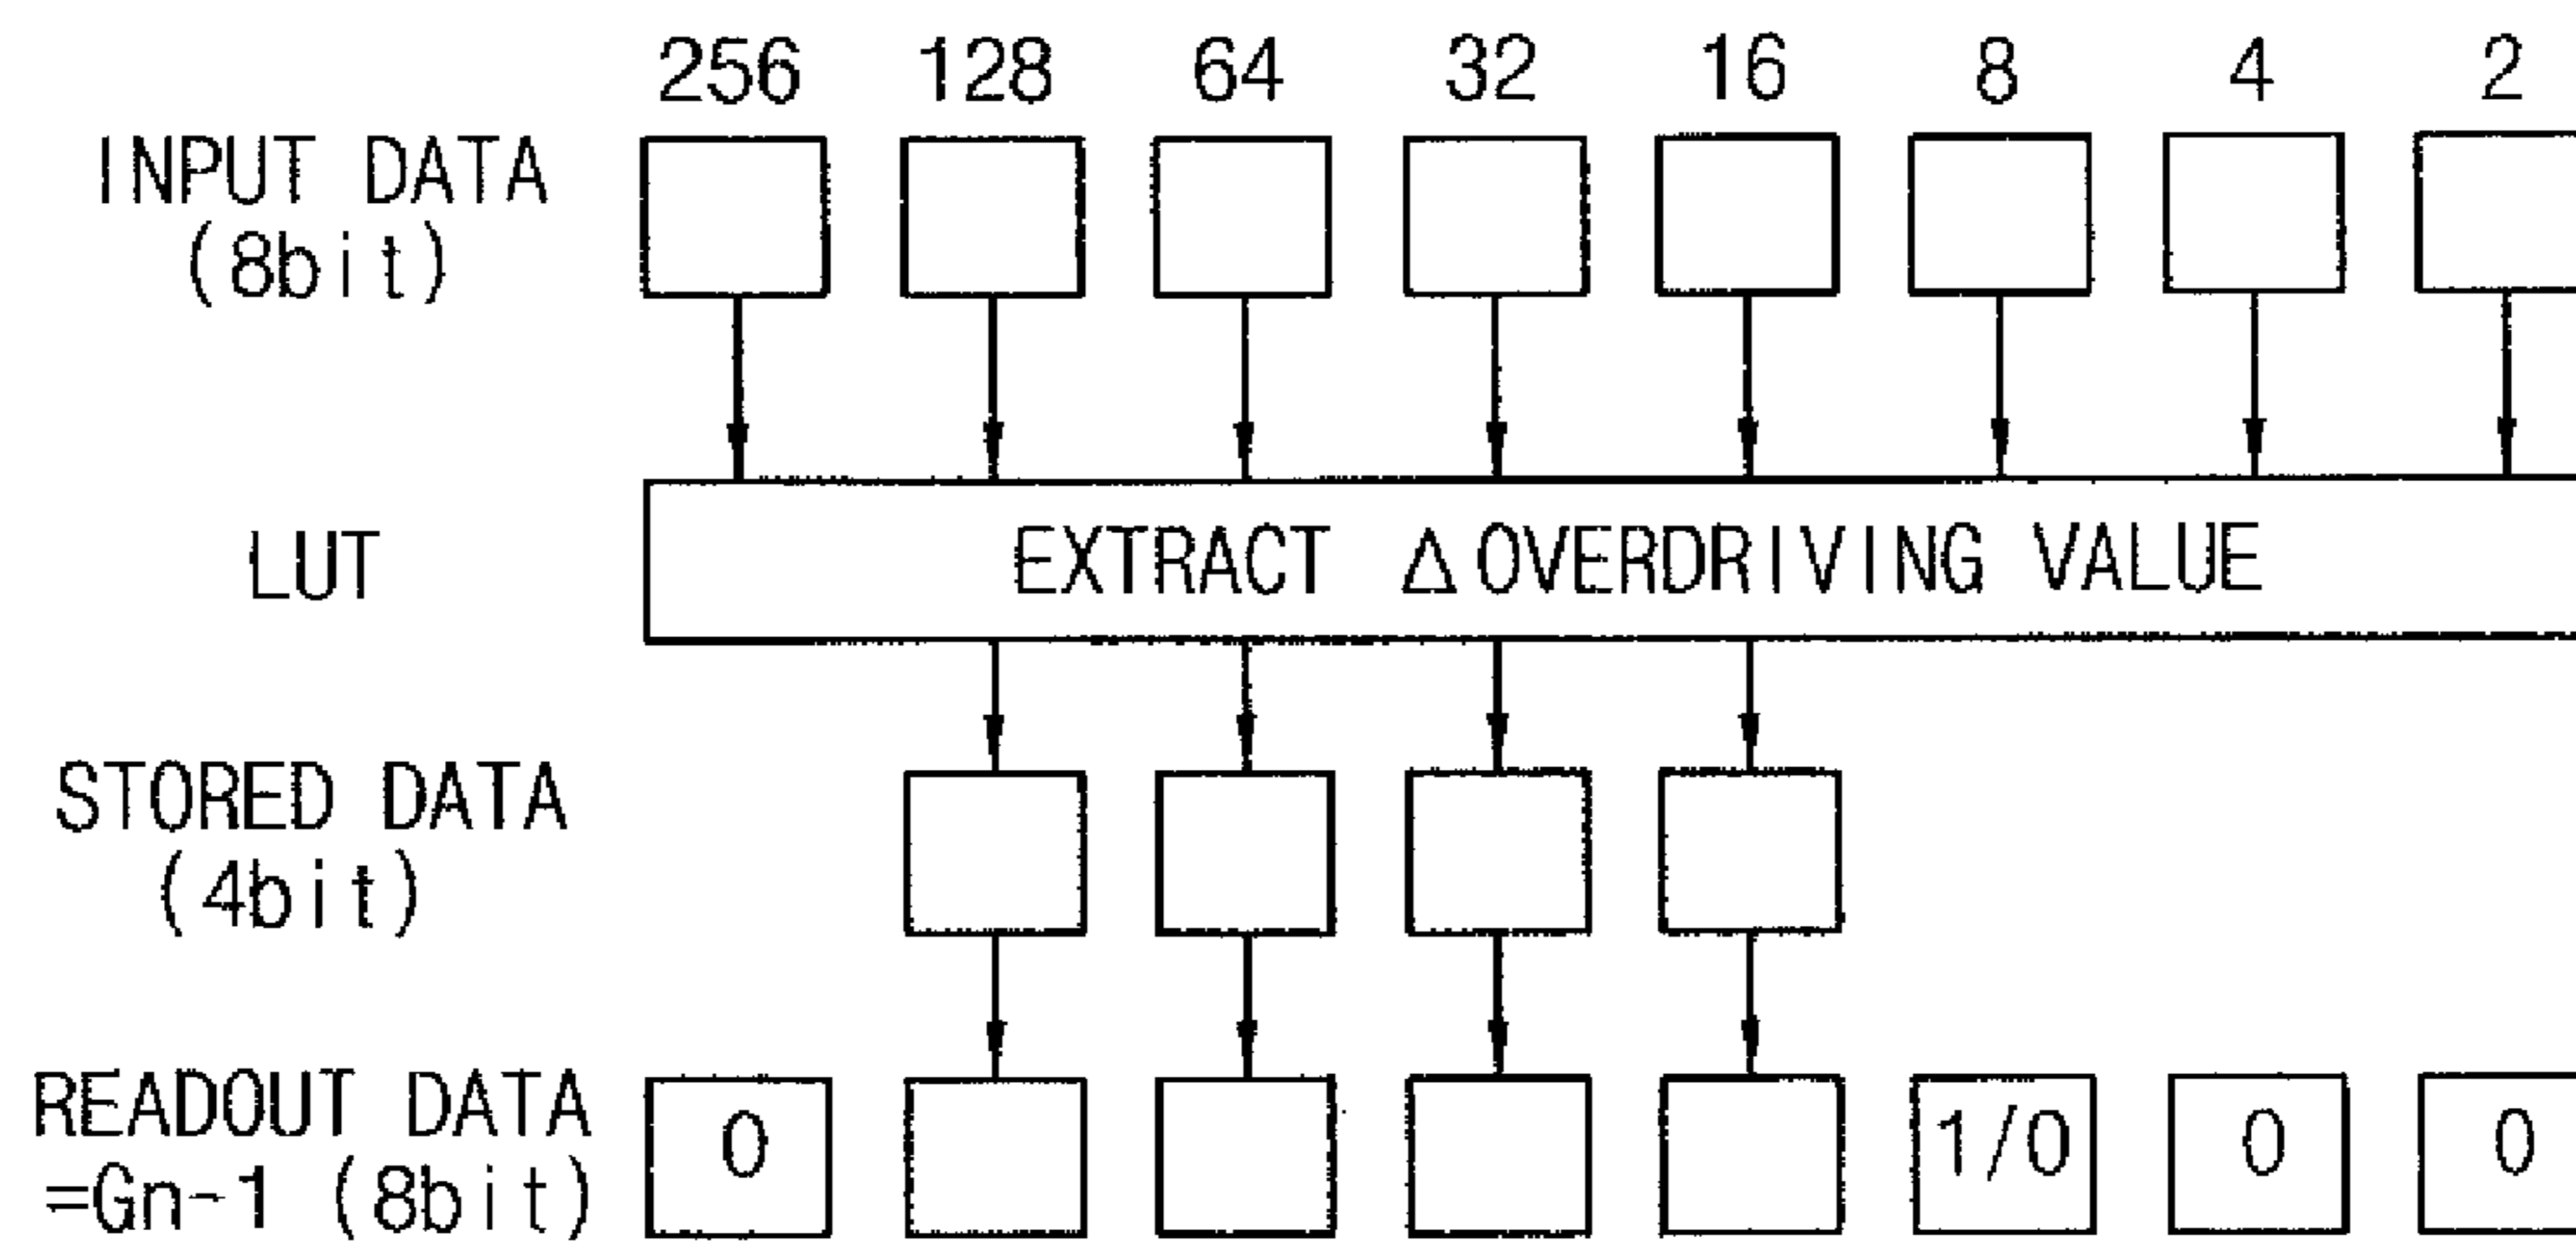 256 128 64 32 16 8 4 2
INPUT DATA
(8bit)
LUT EXTRACT Δ OVERDRIVING VALUE
STORED DATA
(4bit)
READOUT DATA
=Gn-1 (8bit)
0 1/0 0 0